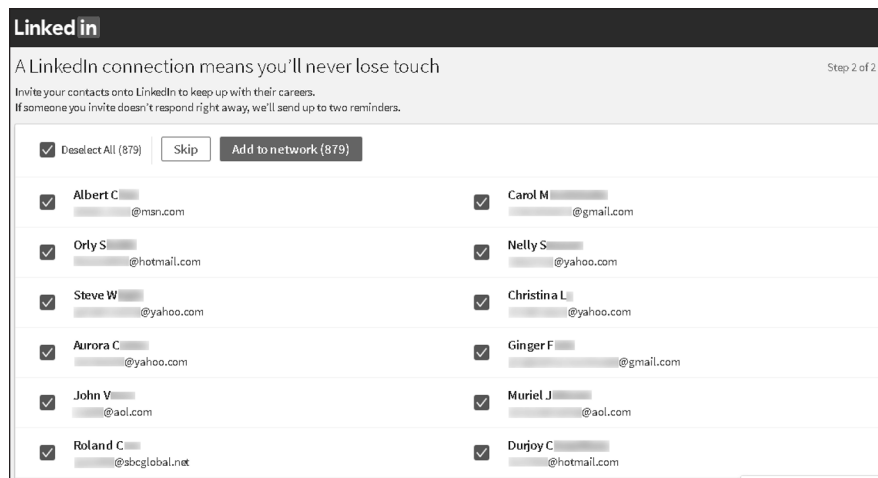 LinkedIn
A LinkedIn connection means you'll never lose touch
Step 2 of 2
Invite your contacts onto LinkedIn to keep up with their careers.
If someone you invite doesn't respond right away, we'll send up to two reminders.
Deselect All (879) Skip Add to network (879)
Albert C
@msn.com
Carol M
@gmail.com
Orly S
@hotmail.com
Nelly S
@yahoo.com
Steve W
@yahoo.com
Christina L
@yahoo.com
Aurora C
@yahoo.com
Ginger F
@gmail.com
John V
@aol.com
Muriel J
@aol.com
Roland C
@sbcglobal.net
Durjoy C
@hotmail.com